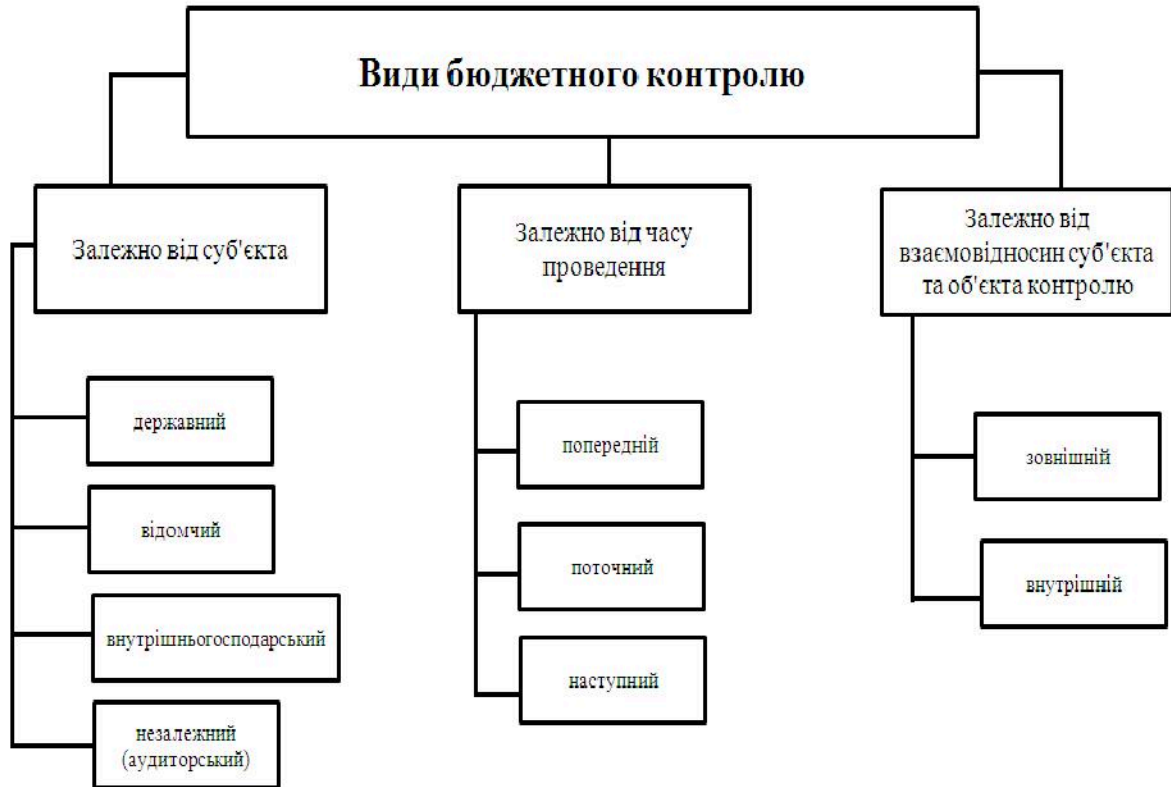 Види бюджетного контролю
Залежно від суб'єкта
державний
відомчий
внутрішньогосподарський
незалежний
(аудиторський)
Залежно від часу
проведення
попередній
поточний
наступний
Залежно від
взаємовідносин суб'єкта
та об'єкта контролю
зовнішній
внутрішній